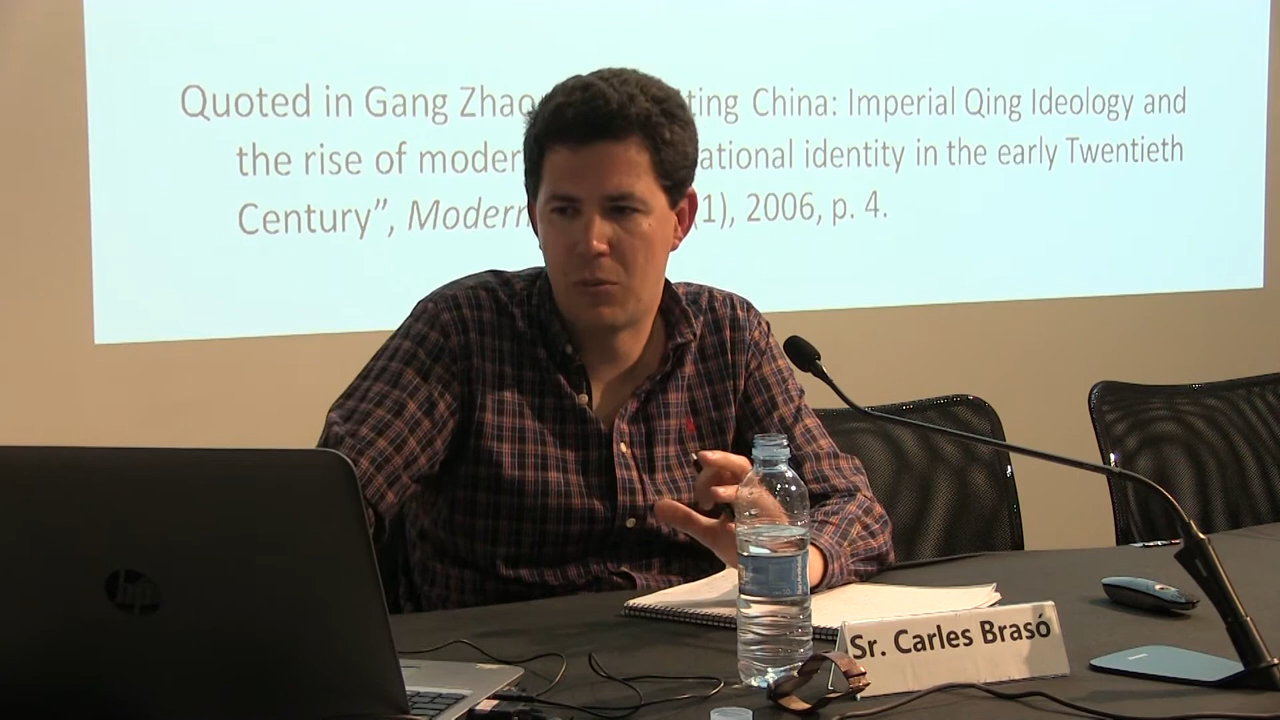 Quoted in Gang Zhao ting China: Imperial Qing Ideology and
the rise of moder ational identity in the early Twentieth
Century”, Modern (1), 2006, p. 4.
hp
Sr. Carles Brasó